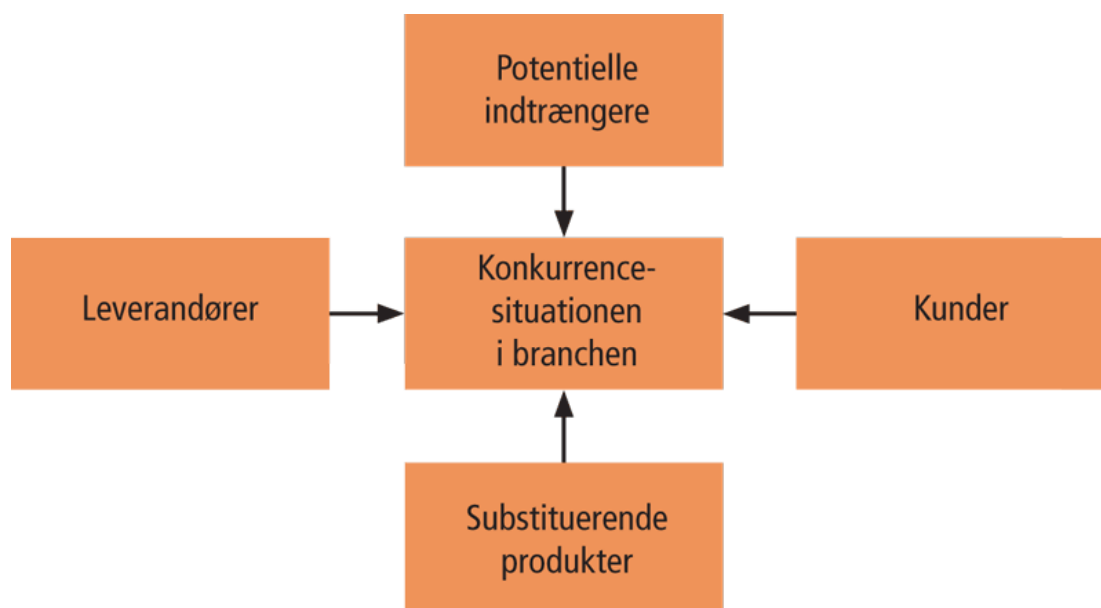 Potentielle
indtrængere
Leverandører
Konkurrence-
situationen
i branchen
Kunder
Substituerende
produkter